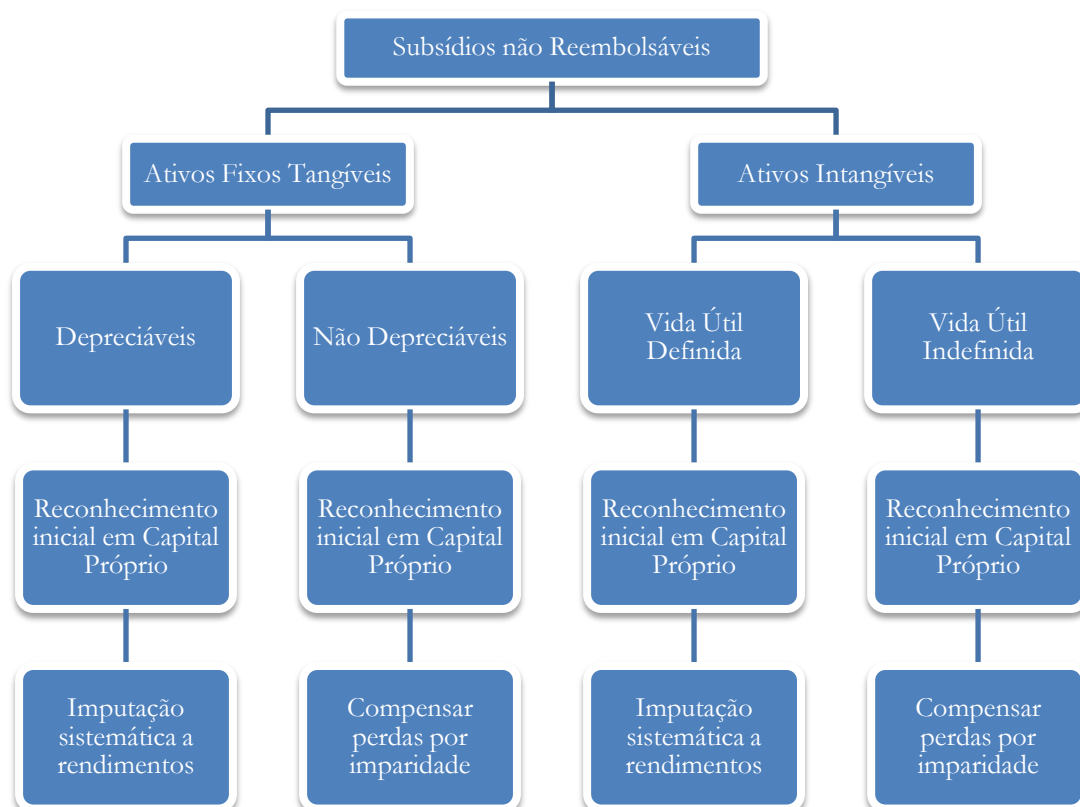 Subsídios não Reembolsáveis
Ativos Fixos Tangíveis
Ativos Intangíveis
Depreciáveis
Não Depreciáveis
Vida Útil
Definida
Vida Útil
Indefinida
Reconhecimento
inicial em Capital
Próprio
Reconhecimento
inicial em Capital
Próprio
Reconhecimento
inicial em Capital
Próprio
Reconhecimento
inicial em Capital
Próprio
Imputação
sistemática a
rendimentos
Compensar
perdas por
imparidade
Imputação
sistemática a
rendimentos
Compensar
perdas por
imparidade